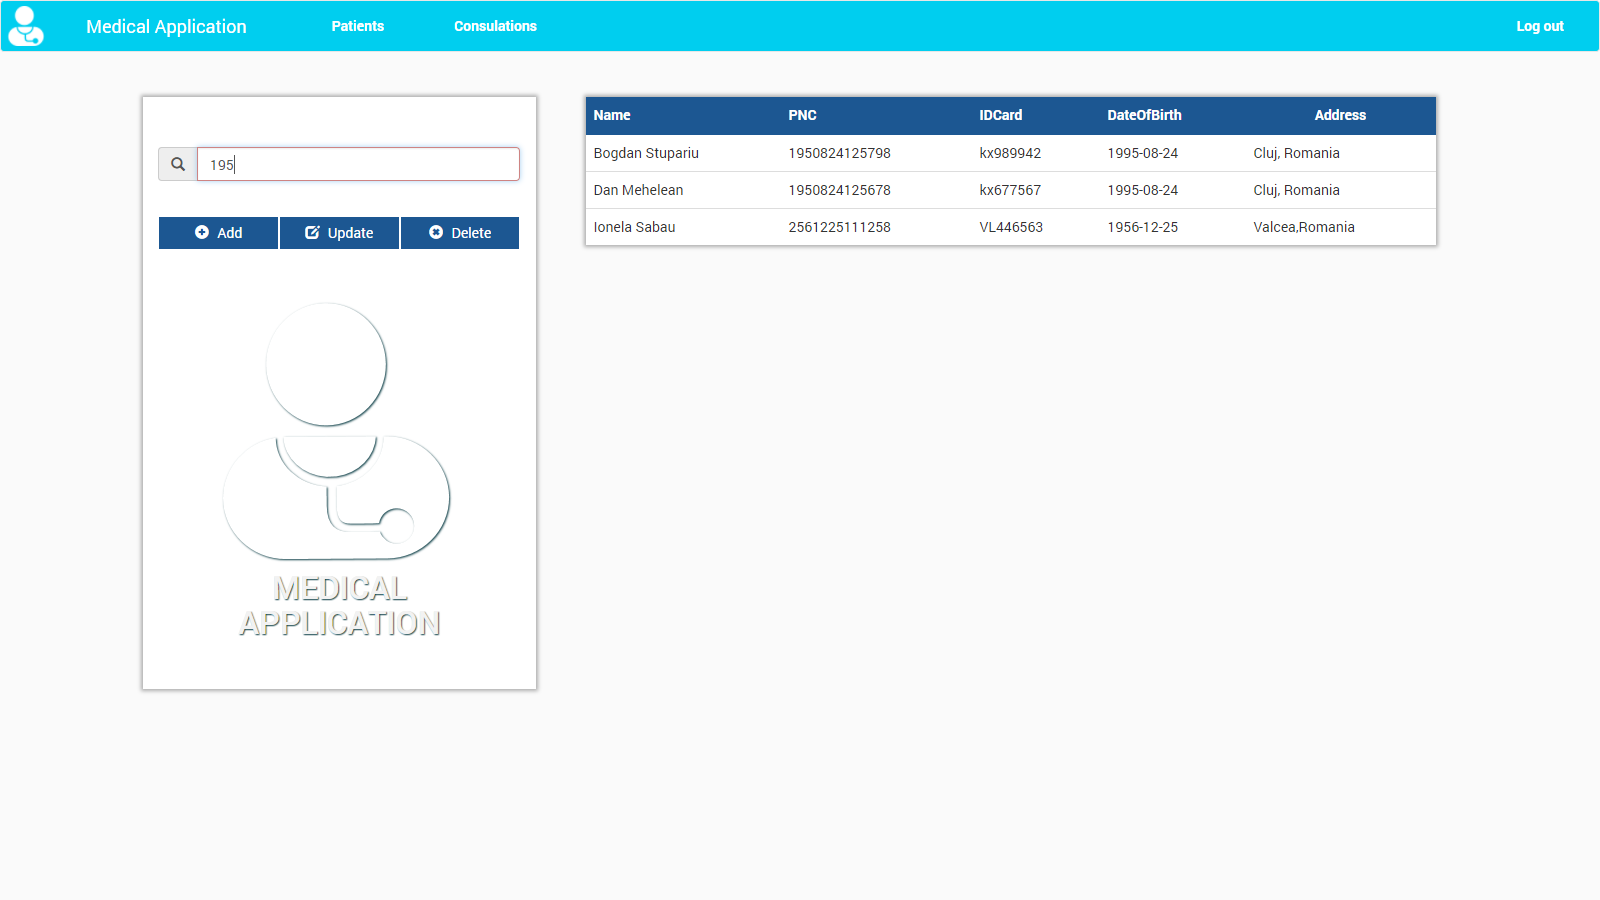 Medical Application Patients Consulations Log out
195
Add Update Delete
MEDICAL
APPLICATION
Name PNC IDCard DateOfBirth Address
Bogdan Stupariu 1950824125798 kx989942 1995-08-24 Cluj, Romania
Dan Mehelean 1950824125678 kx677567 1995-08-24 Cluj, Romania
Ionela Sabau 2561225111258 VL446563 1956-12-25 Valcea,Romania